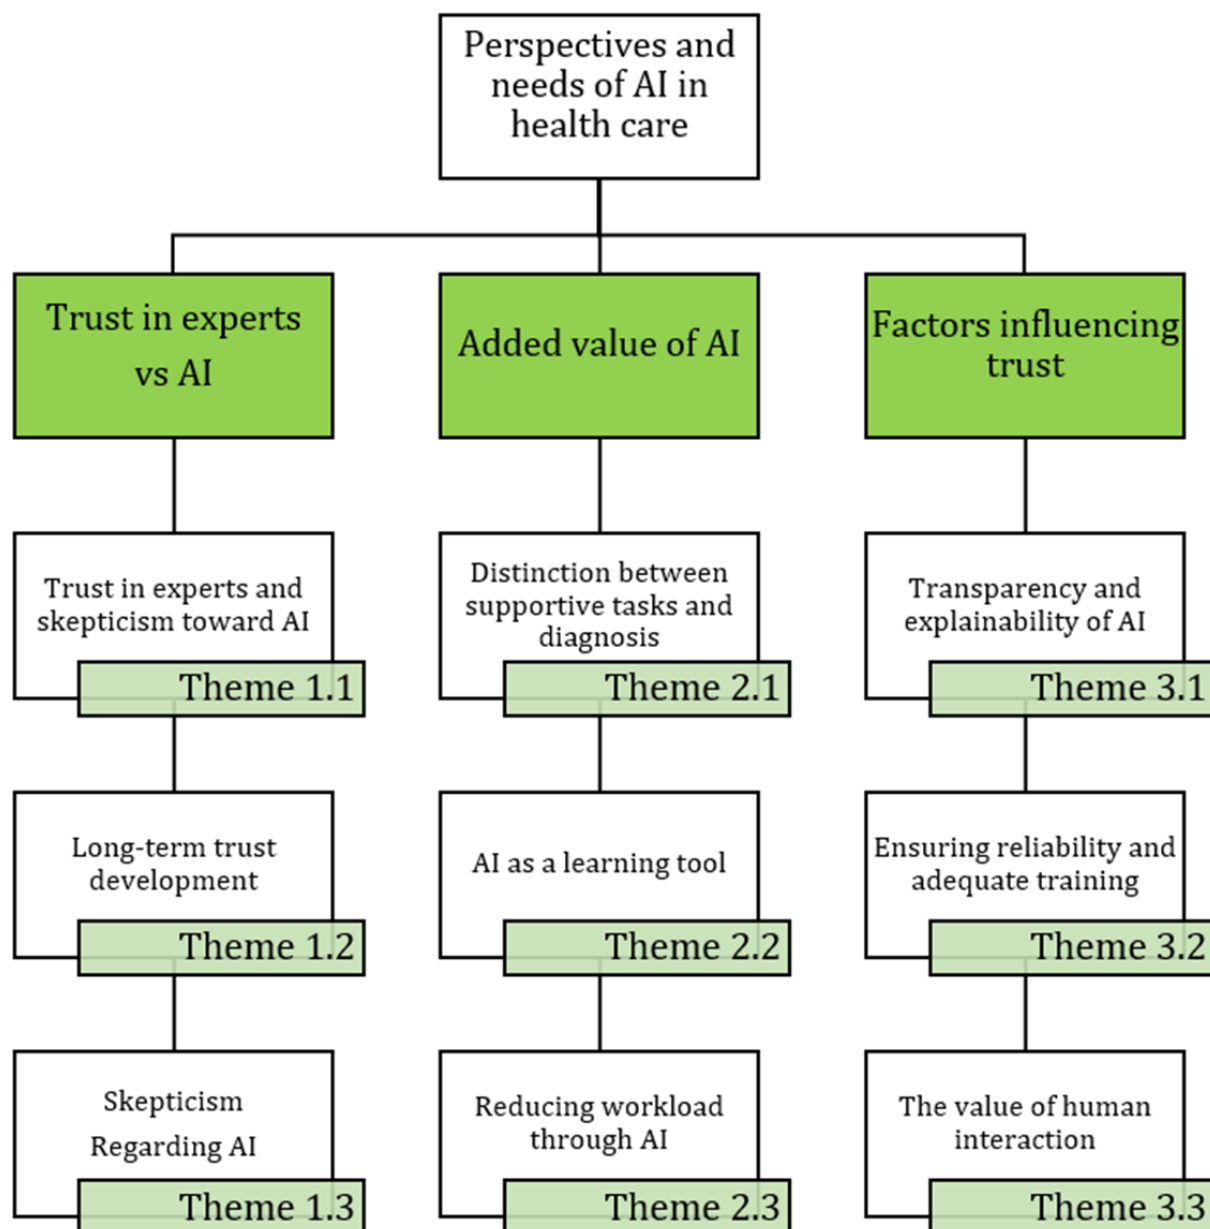 Perspectives and
needs of AI in
health care
Trust in experts
vs AI
Added value of AI
Factors influencing
trust
Trust in experts and
skepticism toward AI
Theme 1.1
Distinction between
supportive tasks and
diagnosis
Theme 2.1
Transparency and
explainability of AI
Theme 3.1
Long-term trust
development
Theme 1.2
AI as a learning tool
Theme 2.2
Ensuring reliability and
adequate training
Theme 3.2
Skepticism
Regarding AI
Theme 1.3
Reducing workload
through AI
Theme 2.3
The value of human
interaction
Theme 3.3